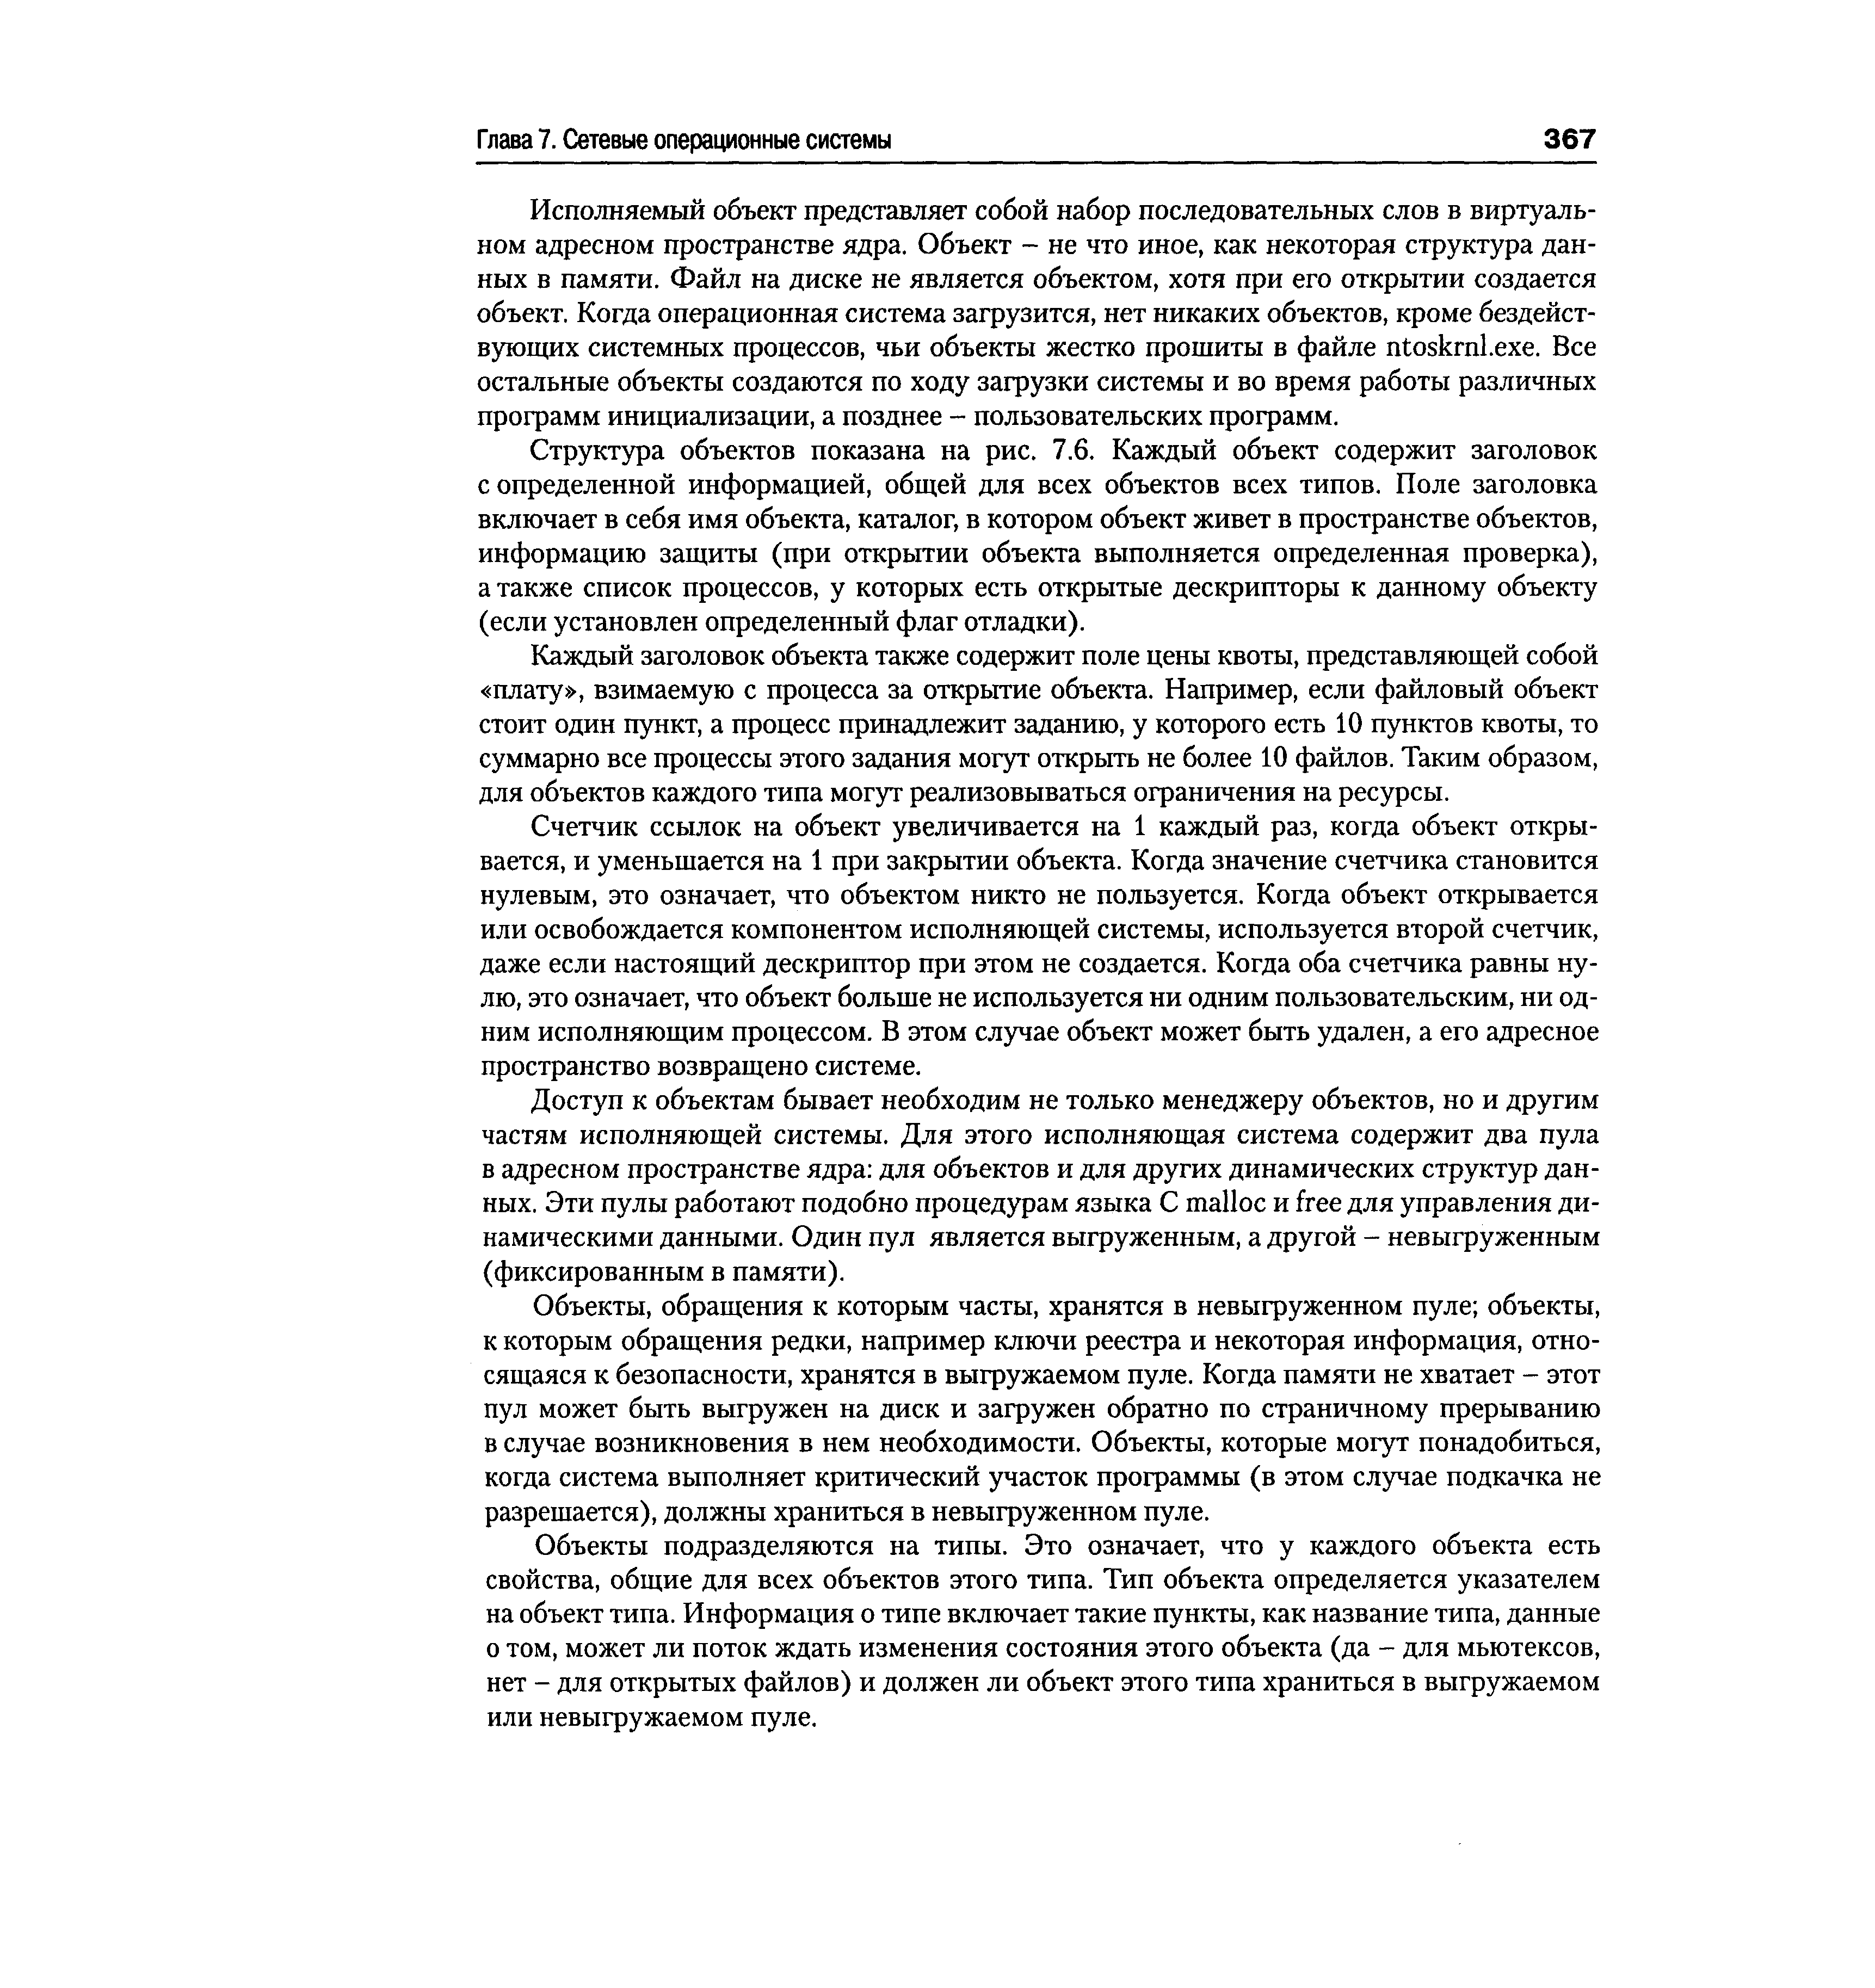 Глава 7. Сетевые операционные системы 367
Исполняемый объект представляет собой набор последовательных слов в виртуаль-
ном адресном пространстве ядра. Объект – не что иное, как некоторая структура дан-
ных в памяти. Файл на диске не является объектом, хотя при его открытии создается
объект. Когда операционная система загрузится, нет никаких объектов, кроме бездейст-
вующих системных процессов, чьи объекты жестко прошиты в файле ntoskrnl.exe. Все
остальные объекты создаются по ходу загрузки системы и во время работы различных
программ инициализации, а позднее – пользовательских программ.
Структура объектов показана на рис. 7.6. Каждый объект содержит заголовок
с определенной информацией, общей для всех объектов всех типов. Поле заголовка
включает в себя имя объекта, каталог, в котором объект живет в пространстве объектов,
информацию защиты (при открытии объекта выполняется определенная проверка),
а также список процессов, у которых есть открытые дескрипторы к данному объекту
(если установлен определенный флаг отладки).
Каждый заголовок объекта также содержит поле цены квоты, представляющей собой
«плату», взимаемую с процесса за открытие объекта. Например, если файловый объект
стоит один пункт, а процесс принадлежит заданию, у которого есть 10 пунктов квоты, то
суммарно все процессы этого задания могут открыть не более 10 файлов. Таким образом,
для объектов каждого типа могут реализовываться ограничения на ресурсы.
Счетчик ссылок на объект увеличивается на 1 каждый раз, когда объект откры-
вается, и уменьшается на 1 при закрытии объекта. Когда значение счетчика становится
нулевым, это означает, что объектом никто не пользуется. Когда объект открывается
или освобождается компонентом исполняющей системы, используется второй счетчик,
даже если настоящий дескриптор при этом не создается. Когда оба счетчика равны ну-
лю, это означает, что объект больше не используется ни одним пользовательским, ни од-
ним исполняющим процессом. В этом случае объект может быть удален, а его адресное
пространство возвращено системе.
Доступ к объектам бывает необходим не только менеджеру объектов, но и другим
частям исполняющей системы. Для этого исполняющая система содержит два пула
в адресном пространстве ядра: для объектов и для других динамических структур дан-
ных. Эти пулы работают подобно процедурам языка C malloc и free для управления ди-
намическими данными. Один пул является выгруженным, а другой – невыгруженным
(фиксированным в памяти).
Объекты, обращения к которым часты, хранятся в невыгруженном пуле; объекты,
к которым обращения редки, например ключи реестра и некоторая информация, отно-
сящаяся к безопасности, хранятся в выгружаемом пуле. Когда памяти не хватает – этот
пул может быть выгружен на диск и загружен обратно по страничному прерыванию
в случае возникновения в нем необходимости. Объекты, которые могут понадобиться,
когда система выполняет критический участок программы (в этом случае подкачка не
разрешается), должны храниться в невыгруженном пуле.
Объекты подразделяются на типы. Это означает, что у каждого объекта есть
свойства, общие для всех объектов этого типа. Тип объекта определяется указателем
на объект типа. Информация о типе включает такие пункты, как название типа, данные
о том, может ли поток ждать изменения состояния этого объекта (да – для мьютексов,
нет – для открытых файлов) и должен ли объект этого типа храниться в выгружаемом
или невыгружаемом пуле.